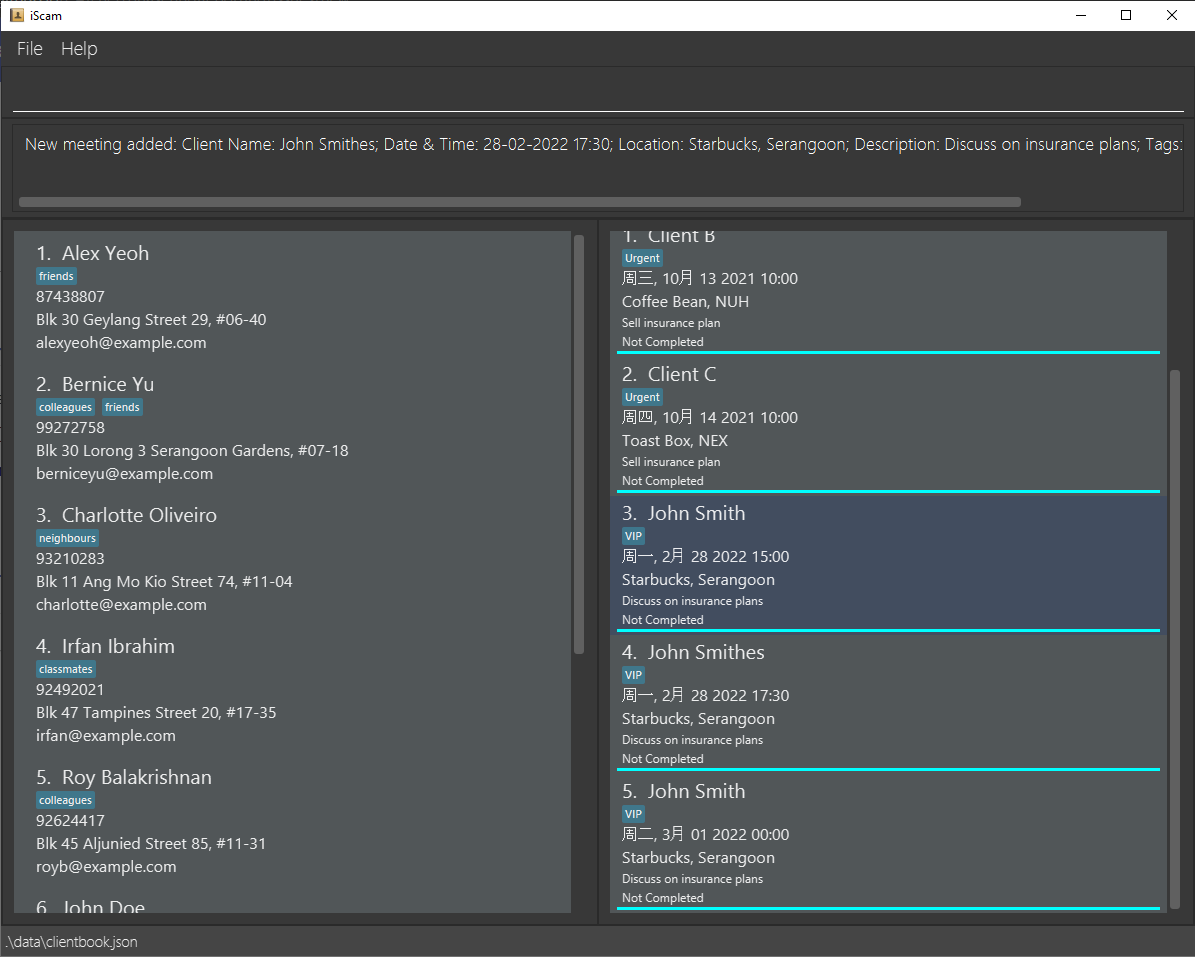 iScam
File Help
New meeting added: Client Name: John Smithes; Date & Time: 28-02-2022 17:30; Location: Starbucks, Serangoon; Description: Discuss on insurance plans; Tags:
1. Alex Yeoh
friends
87438807
Blk 30 Geylang Street 29, #06-40
alexyeoh@example.com
2. Bernice Yu
colleagues friends
99272758
Blk 30 Lorong 3 Serangoon Gardens, #07-18
berniceyu@example.com
3. Charlotte Oliveiro
neighbours
93210283
Blk 11 Ang Mo Kio Street 74, #11-04
charlotte@example.com
4. Irfan Ibrahim
classmates
92492021
Blk 47 Tampines Street 20, #17-35
irfan@example.com
5. Roy Balakrishnan
colleagues
92624417
Blk 45 Aljunied Street 85, #11-31
royb@example.com
6. John Doe
1. Client B
Urgent
周三, 10月 13 2021 10:00
Coffee Bean, NUH
Sell insurance plan
Not Completed
2. Client C
Urgent
周四, 10月 14 2021 10:00
Toast Box, NEX
Sell insurance plan
Not Completed
3. John Smith
VIP
周一, 2月 28 2022 15:00
Starbucks, Serangoon
Discuss on insurance plans
Not Completed
4. John Smithes
VIP
周一, 2月 28 2022 17:30
Starbucks, Serangoon
Discuss on insurance plans
Not Completed
5. John Smith
VIP
周二, 3月 01 2022 00:00
Starbucks, Serangoon
Discuss on insurance plans
Not Completed
.\data\clientbook.json